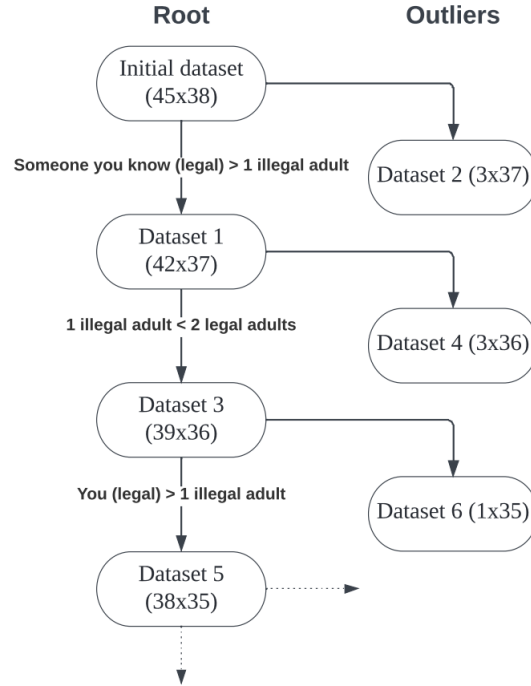 Root
Outliers
Initial dataset
(45x38)
Someone you know (legal) > 1 illegal adult
Dataset 2 (3x37)
Dataset 1
(42x37)
1 illegal adult < 2 legal adults
Dataset 4 (3x36)
Dataset 3
(39x36)
You (legal) > 1 illegal adult
Dataset 6 (1x35)
Dataset 5
(38x35)